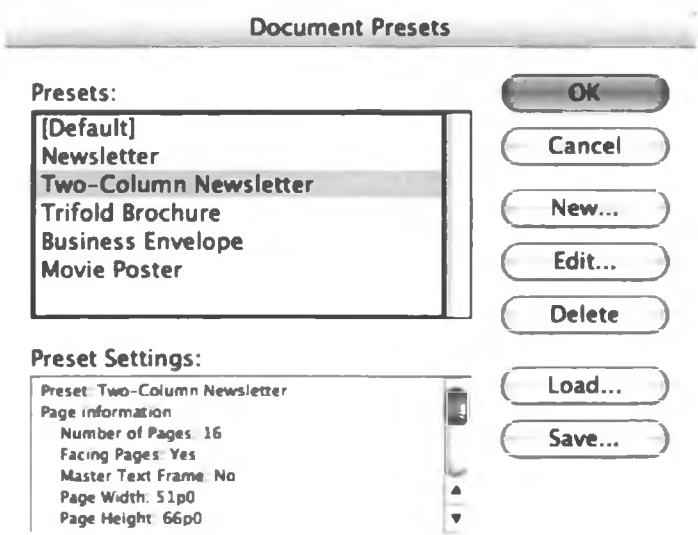 Document Presets
Presets:
[Default]
Newsletter
Two-Column Newsletter
Trifold Brochure
Business Envelope
Movie Poster
OK
Cancel
New...
Edit...
Delete
Load...
Save...
Preset Settings:
Preset: Two-Column Newsletter
Page information
Number of Pages: 16
Facing Pages: Yes
Master Text Frame: No
Page Width: 51p0
Page Height: 66p0